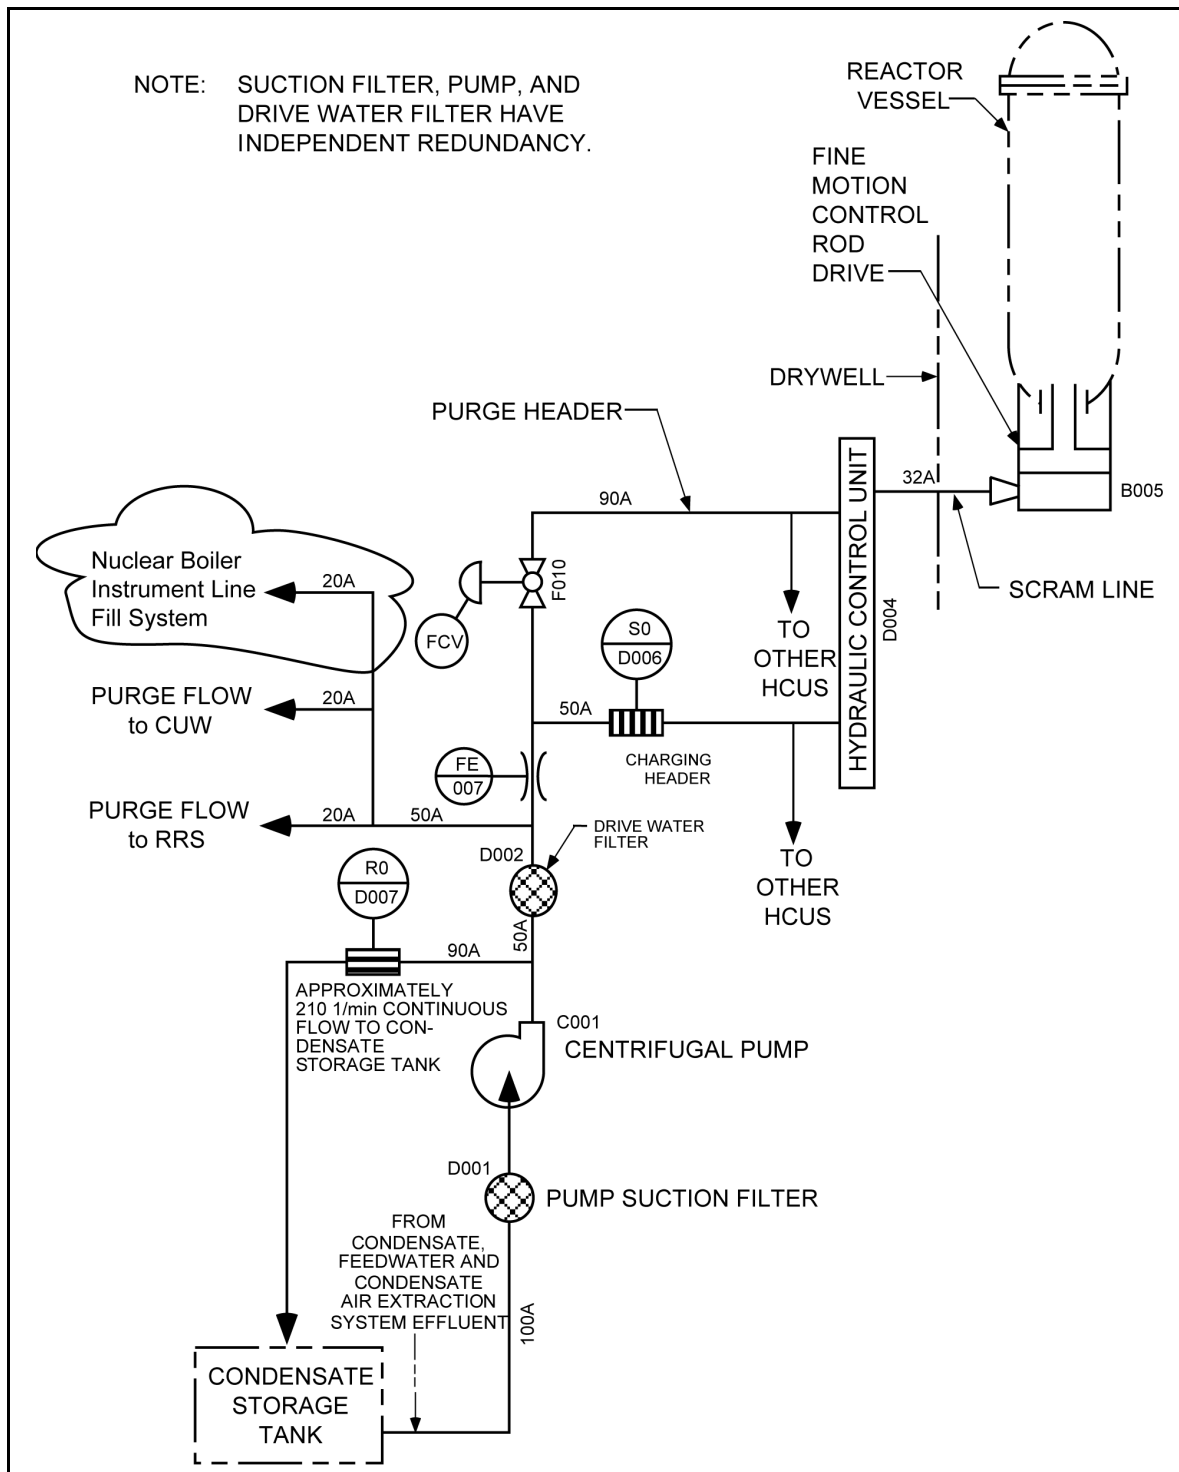 NOTE: SUCTION FILTER, PUMP, AND
DRIVE WATER FILTER HAVE
INDEPENDENT REDUNDANCY.
REACTOR
VESSEL
FINE
MOTION
CONTROL
ROD
DRIVE
DRYWELL
PURGE HEADER
90A
32A
B005
SCRAM LINE
HYDRAULIC CONTROL UNIT
D004
Nuclear Boiler
Instrument Line
Fill System
20A
F010
FCV
TO
OTHER
HCUS
S0
D006
PURGE FLOW
to CUW
20A
50A
CHARGING
HEADER
FE
007
PURGE FLOW
to RRS
20A
50A
DRIVE WATER
FILTER
D002
TO
OTHER
HCUS
R0
D007
50A
90A
APPROXIMATELY
210 1/min CONTINUOUS
FLOW TO CON-
DENSATE
STORAGE TANK
C001
CENTRIFUGAL PUMP
D001
PUMP SUCTION FILTER
FROM
CONDENSATE,
FEEDWATER AND
CONDENSATE
AIR EXTRACTION
SYSTEM EFFLUENT
100A
CONDENSATE
STORAGE
TANK